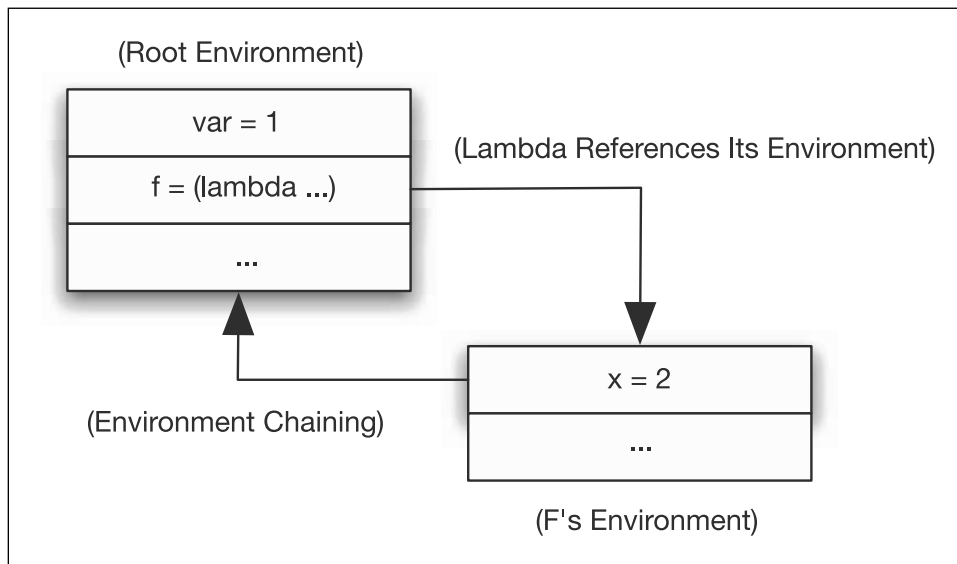 (Root Environment)
var = 1
(Lambda References Its Environment)
f = (lambda ...)
...
x = 2
(Environment Chaining)
...
(F's Environment)